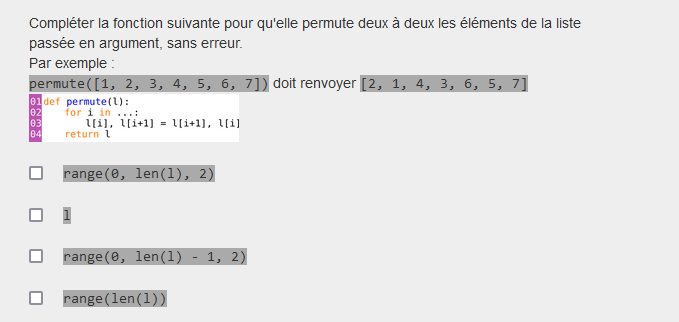 Compléter la fonction suivante pour qu'elle permute deux à deux les éléments de la liste
passée en argument, sans erreur.
Par exemple :
permute([1, 2, 3, 4, 5, 6, 7]) doit renvoyer [2, 1, 4, 3, 6, 5, 7]
01 def permute(l):
02     for i in ...:
03         l[i], l[i+1] = l[i+1], l[i]
04     return l
range(0, len(l), 2)
l
range(0, len(l) - 1, 2)
range(len(l))